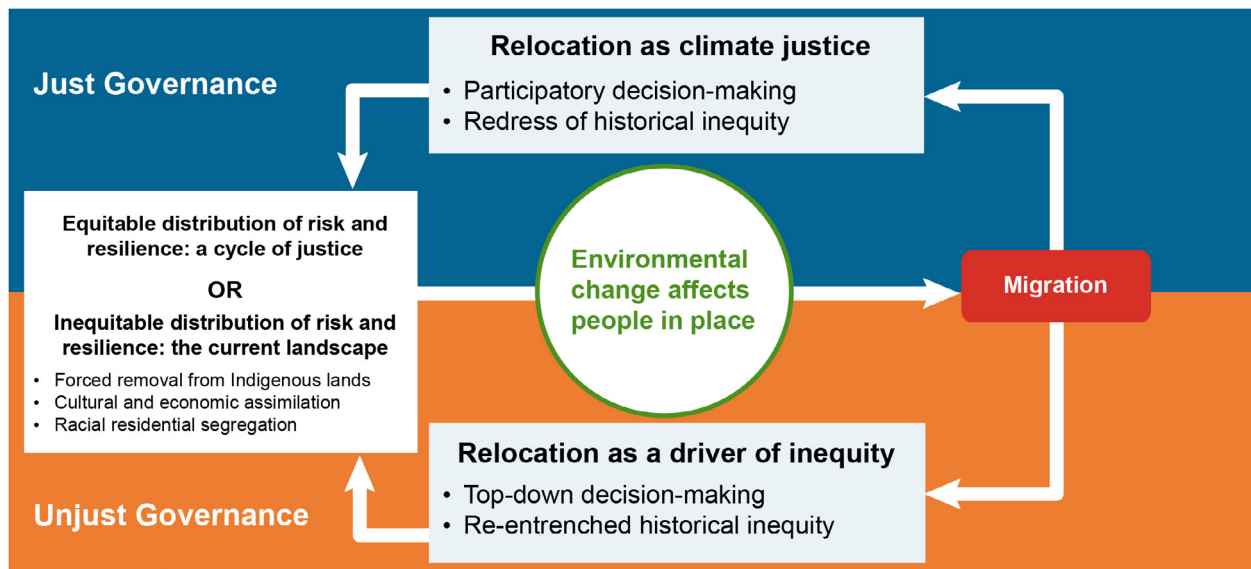 Just Governance
Relocation as climate justice
• Participatory decision-making
• Redress of historical inequity
Equitable distribution of risk and
resilience: a cycle of justice
OR
Inequitable distribution of risk and
resilience: the current landscape
• Forced removal from Indigenous lands
• Cultural and economic assimilation
• Racial residential segregation
Environmental
change affects
people in place
Migration
Relocation as a driver of inequity
• Top-down decision-making
• Re-entrenched historical inequity
Unjust Governance